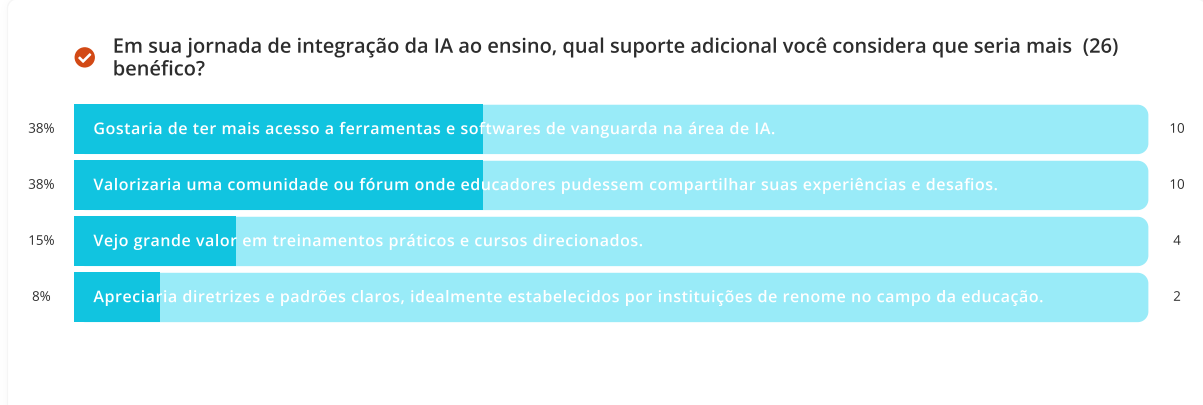 Em sua jornada de integração da IA ao ensino, qual suporte adicional você considera que seria mais (26)
benéfico?
38% Gostaria de ter mais acesso a ferramentas e softwares de vanguarda na área de IA. 10
38% Valorizaria uma comunidade ou fórum onde educadores pudessem compartilhar suas experiências e desafios. 10
15% Vejo grande valor em treinamentos práticos e cursos direcionados. 4
8% Apreciaria diretrizes e padrões claros, idealmente estabelecidos por instituições de renome no campo da educação. 2